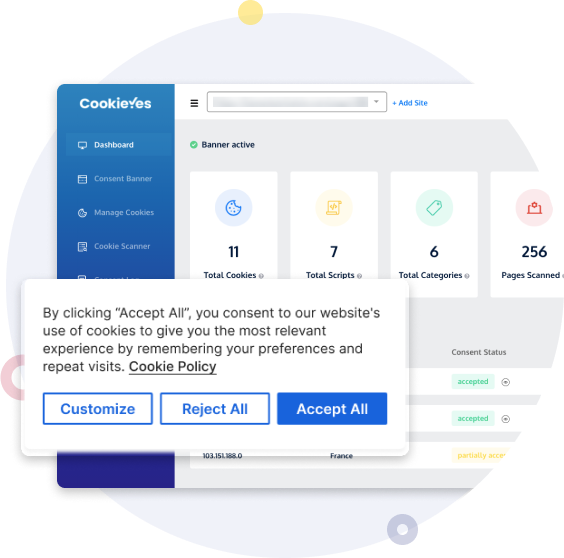 CookieYes
+ Add Site
Dashboard
Banner active
Consent Banner
Manage Cookies
Cookie Scanner
11
7
6
256
Total Cookies
Total Scripts
Total Categories
Pages Scanned
By clicking “Accept All”, you consent to our website's
use of cookies to give you the most relevant
experience by remembering your preferences and
repeat visits. Cookie Policy
Customize
Reject All
Accept All
Consent Status
accepted
accepted
103.151.188.0
France
partially